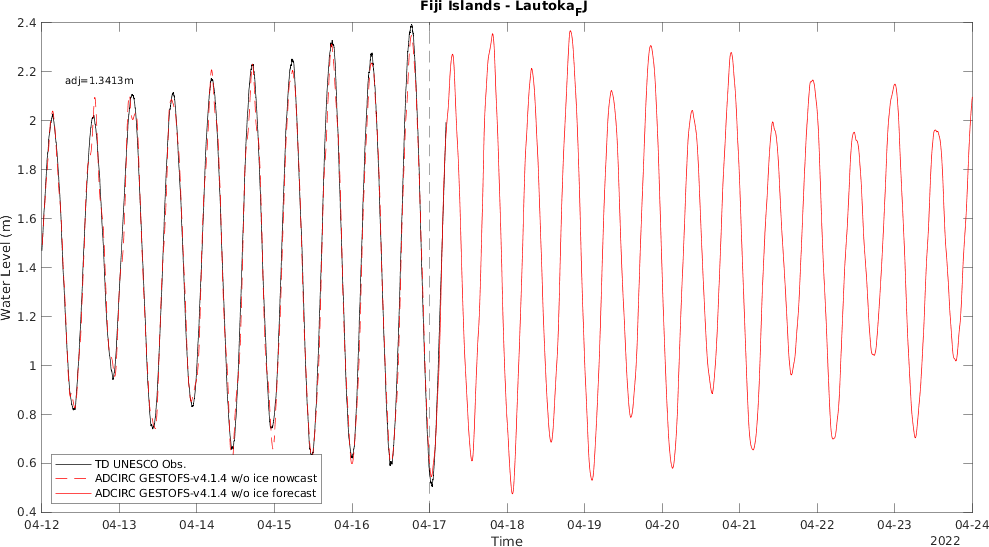 Fiji Islands - Lautoka_FJ
2.4
2.2
2
1.8
1.6
1.4
1.2
1
0.8
0.6
0.4
Water Level (m)
adj=1.3413m
TD UNESCO Obs.
ADCIRC GESTOFS-v4.1.4 w/o ice nowcast
ADCIRC GESTOFS-v4.1.4 w/o ice forecast
04-12 04-13 04-14 04-15 04-16 04-17 04-18 04-19 04-20 04-21 04-22 04-23 04-24
Time
2022